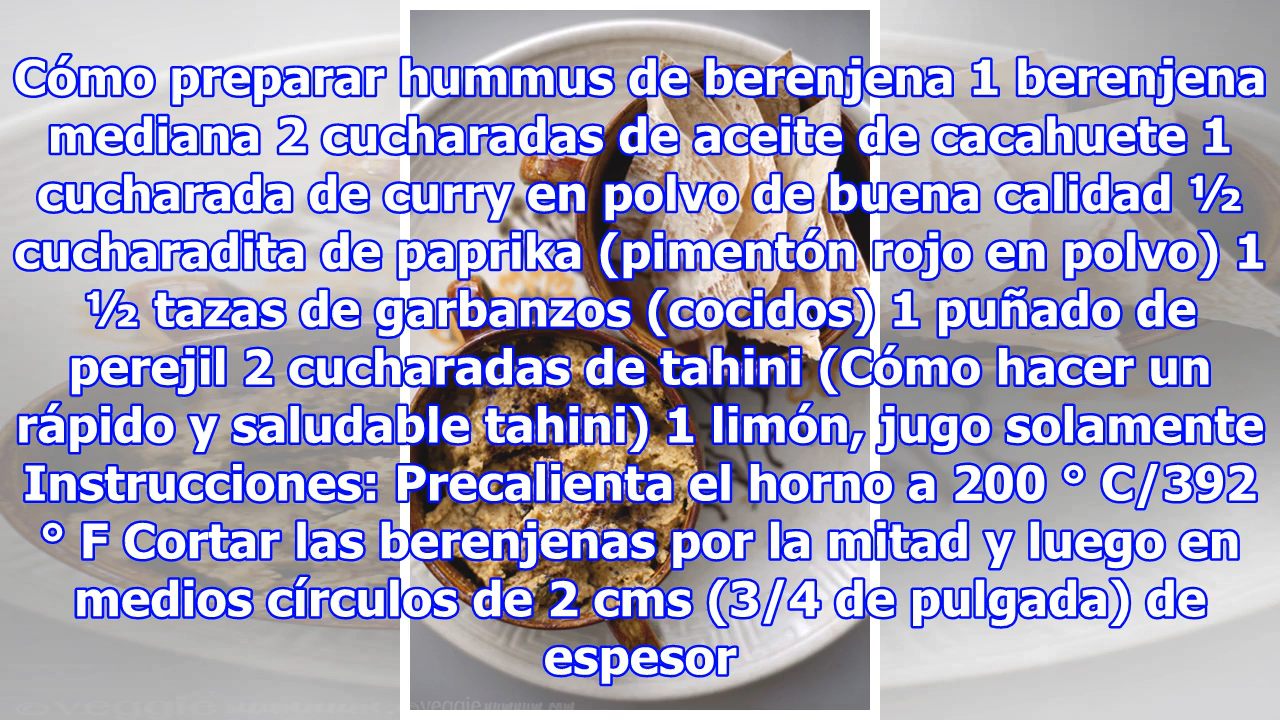 Cómo preparar hummus de berenjena 1 berenjena
mediana 2 cucharadas de aceite de cacahuete 1
cucharada de curry en polvo de buena calidad ½
cucharadita de paprika (pimentón rojo en polvo) 1
½ tazas de garbanzos (cocidos) 1 puñado de
perejil 2 cucharadas de tahini (Cómo hacer un
rápido y saludable tahini) 1 limón, jugo solamente
Instrucciones: Precalienta el horno a 200 ° C/392
° F Cortar las berenjenas por la mitad y luego en
medios círculos de 2 cms (3/4 de pulgada) de
espesor